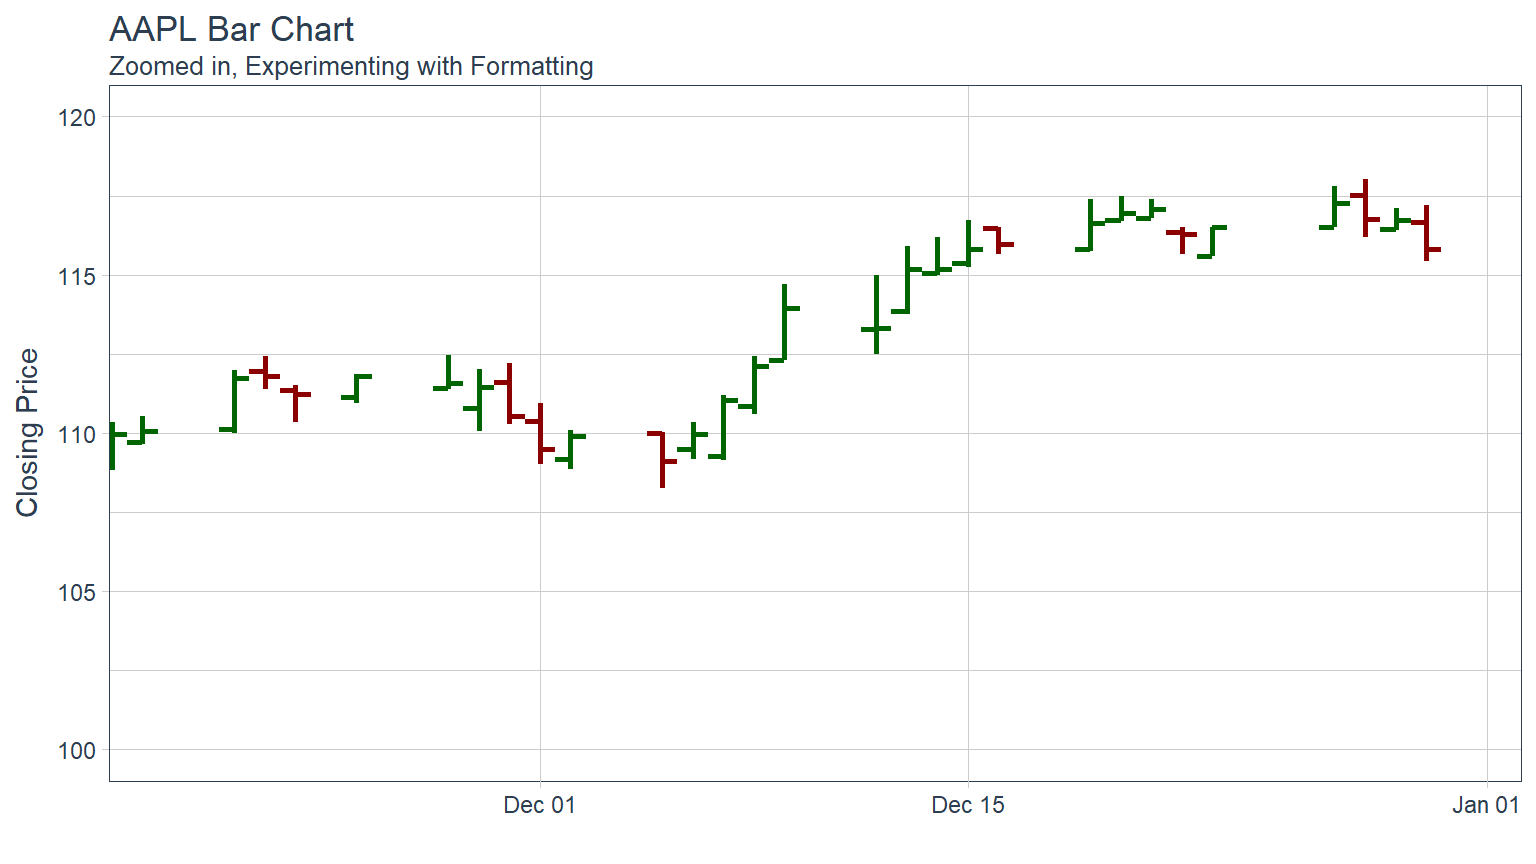 AAPL Bar Chart
Zoomed in, Experimenting with Formatting
Closing Price
120
115
110
105
100
Dec 01
Dec 15
Jan 01